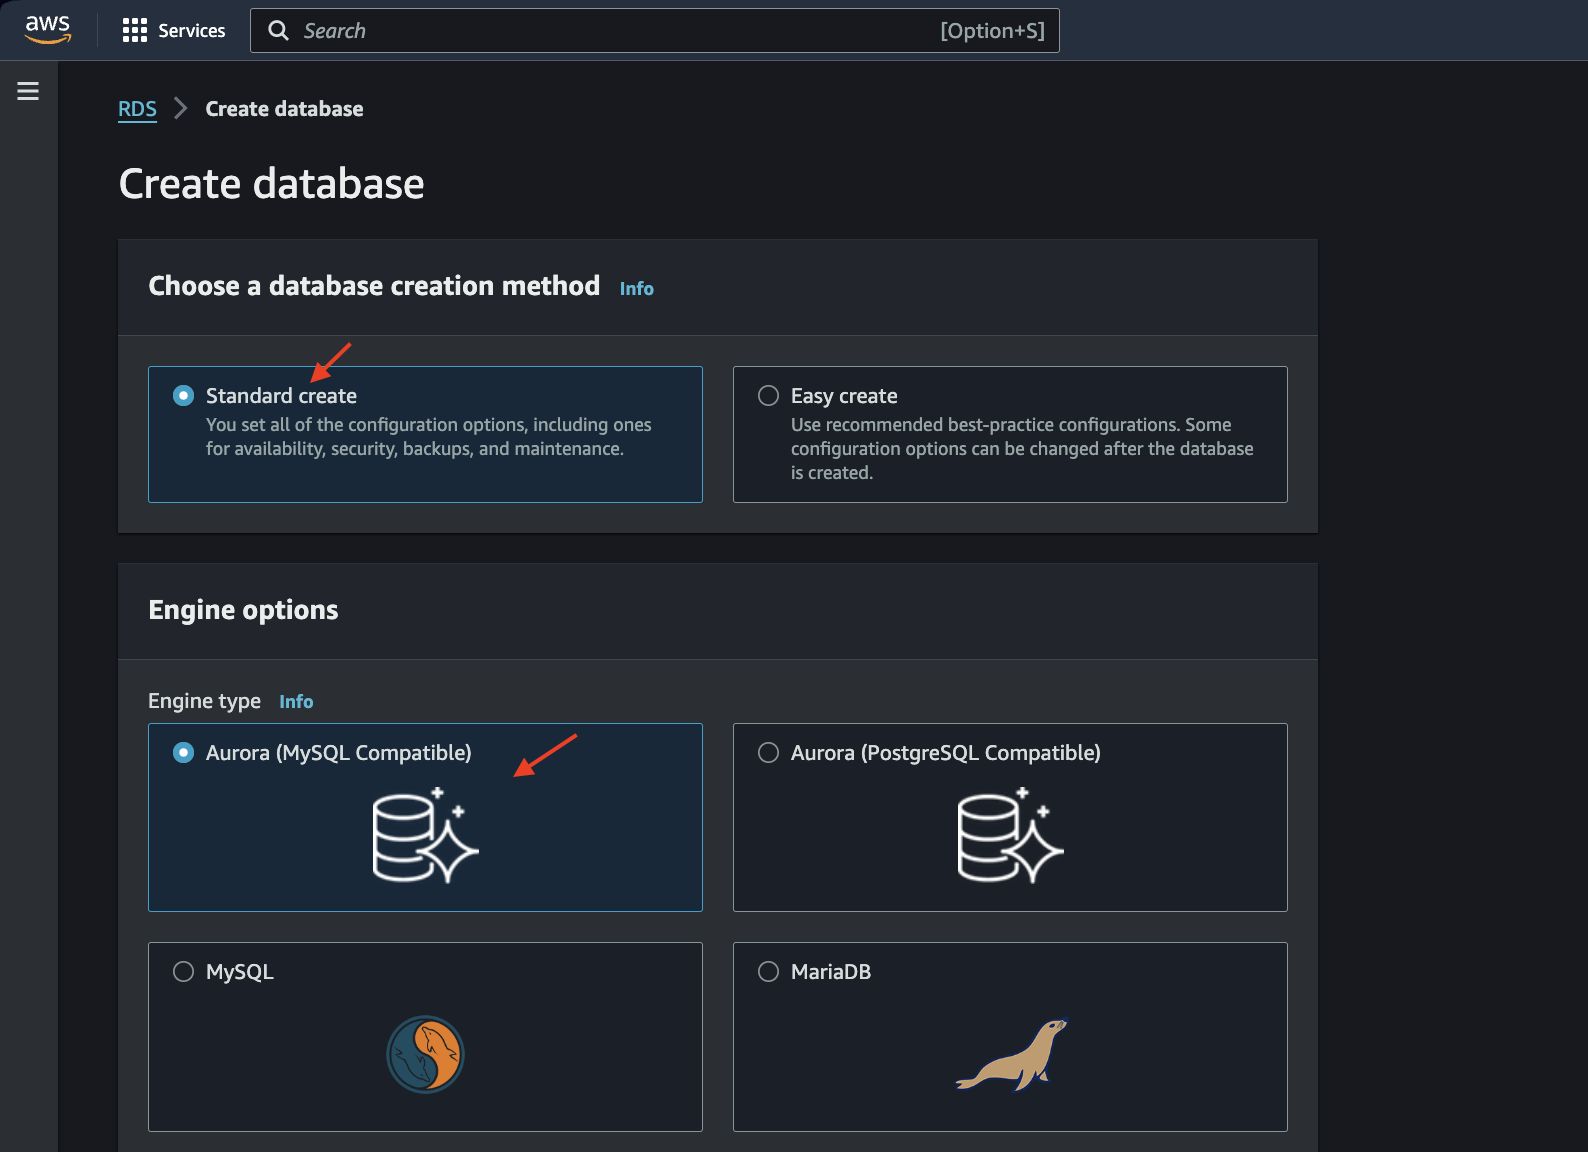 aws
Services
Search
[Option+S]
RDS
Create database
Create database
Choose a database creation method Info
Standard create
You set all of the configuration options, including ones
for availability, security, backups, and maintenance.
Easy create
Use recommended best-practice configurations. Some
configuration options can be changed after the database
is created.
Engine options
Engine type Info
Aurora (MySQL Compatible)
Aurora (PostgreSQL Compatible)
MySQL
MariaDB